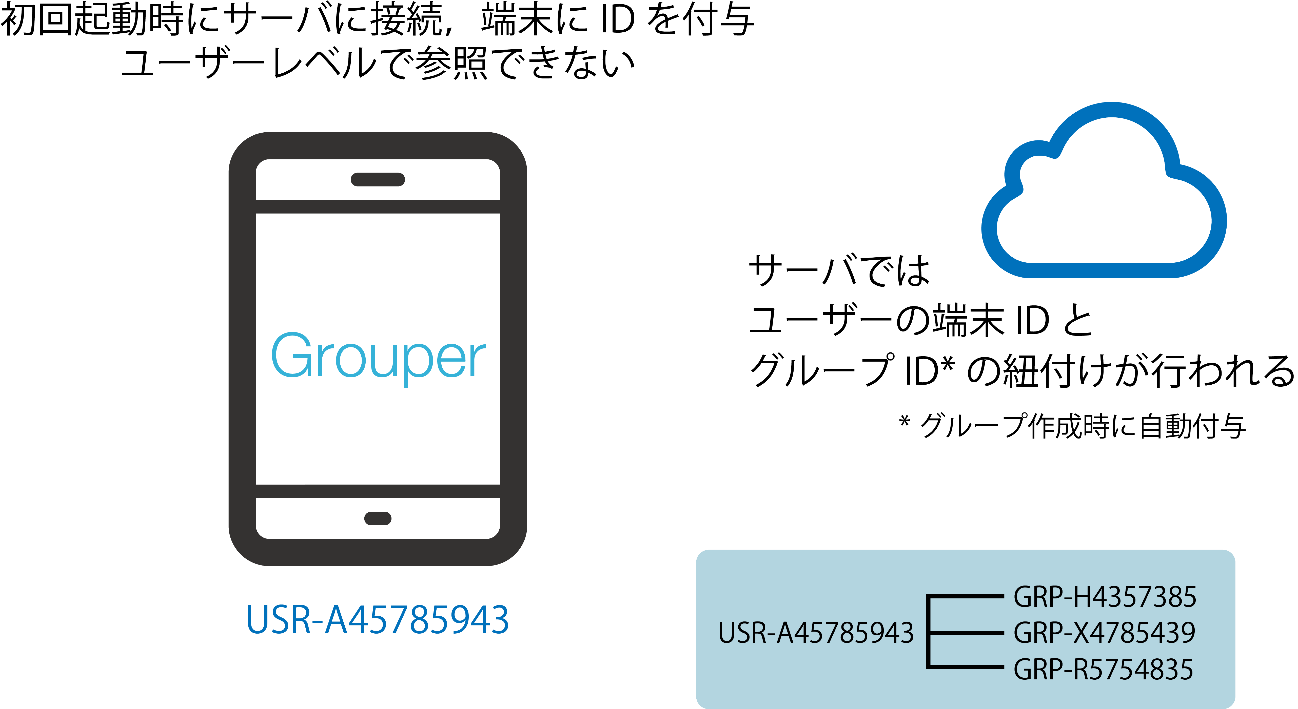 初回起動時にサーバに接続，端末に ID を付与
ユーザーレベルで参照できない
Grouper
USR-A45785943
サーバでは
ユーザーの端末 ID と
グループ ID* の紐付けが行われる
* グループ作成時に自動付与
USR-A45785943
GRP-H4357385
GRP-X4785439
GRP-R5754835